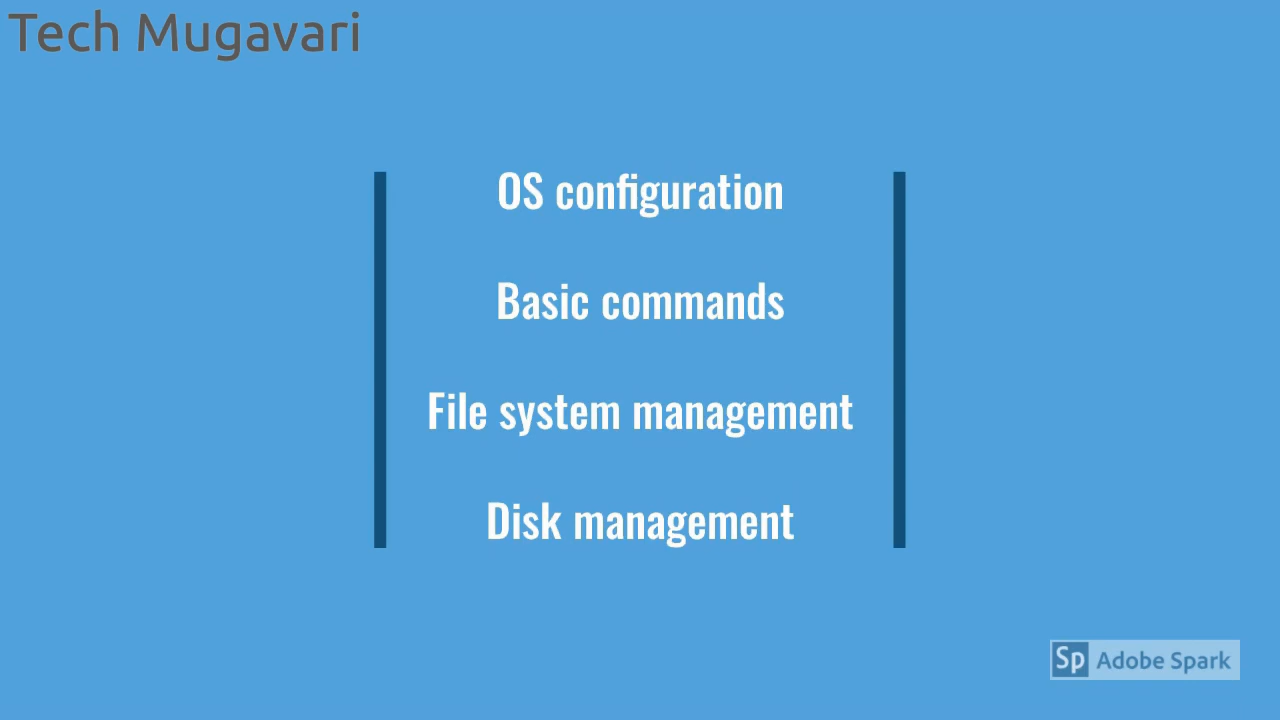 Tech Mugavari
OS configuration
Basic commands
File system management
Disk management
Sp Adobe Spark